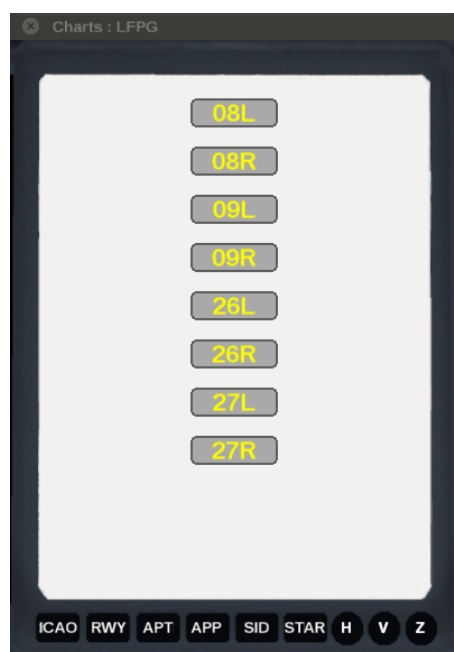 Charts : LFPG
08L
08R
09L
09R
26L
26R
27L
27R
ICAO RWY APT APP SID STAR H V Z